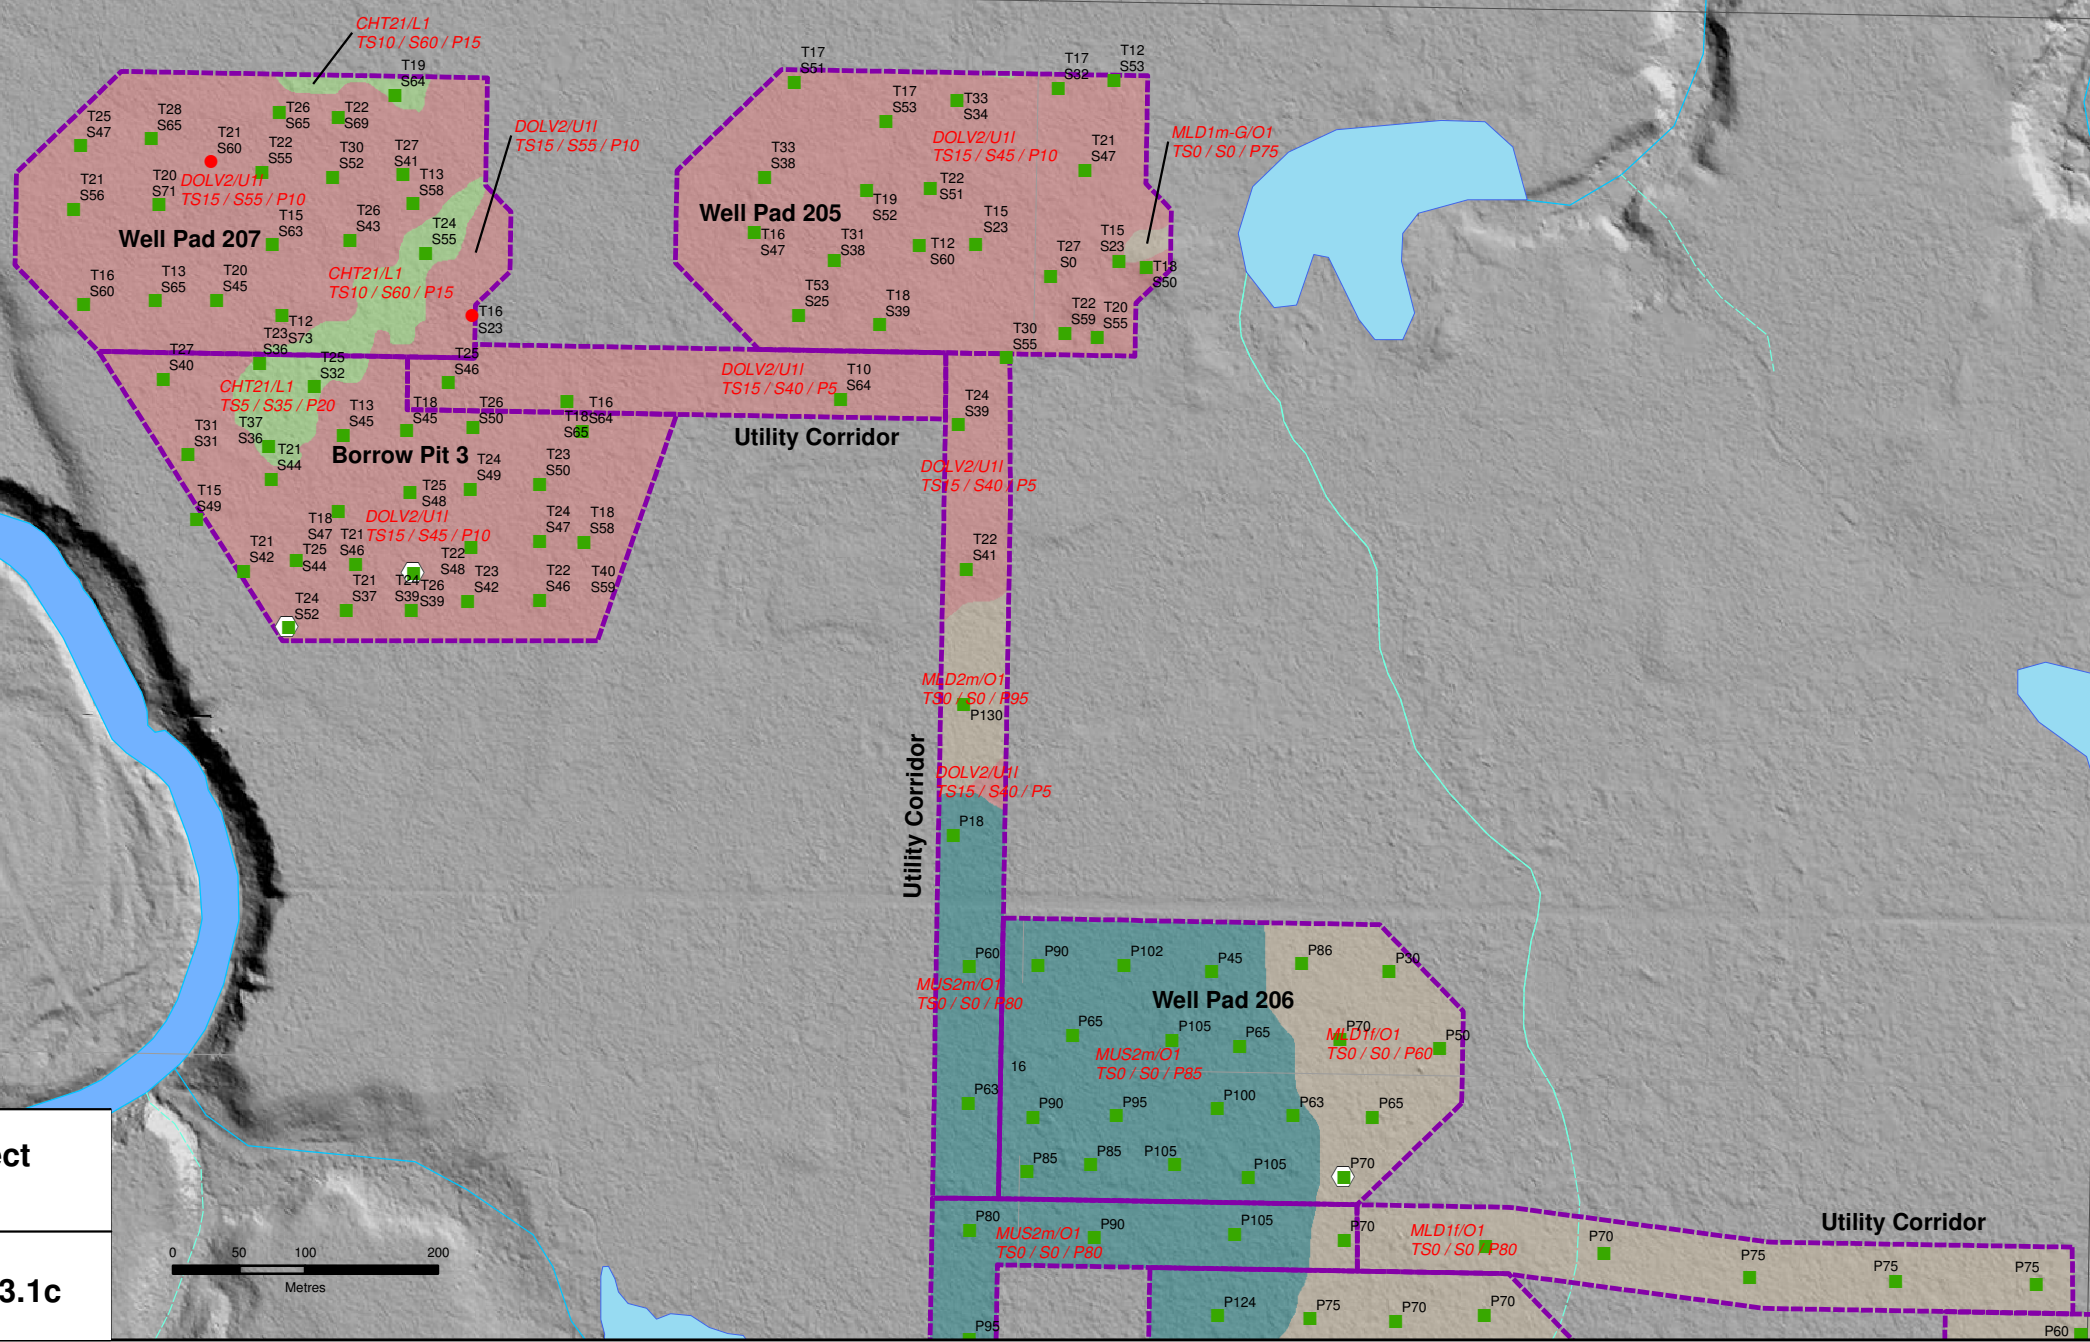 CHT21/L1
TS10 / S60 / P15
T19
S64
T25
S47
T28
S65
T26
S65
T22
S69
T21
S60
T22
S55
T30
S52
T27
S41
DOLV2/U1I
TS15 / S55 / P10
T21
S56
T20
S71
DOLV2/U1I
TS15 / S55 / P10
T13
S58
T15
S63
T26
S43
T24
S55
Well Pad 207
T16
S60
T13
S65
T20
S45
CHT21/L1
TS10 / S60 / P15
T12
S73
T16
S23
T23
S36
T17
S51
T17
S32
T12
S53
T17
S53
T33
S34
DOLV2/U1I
TS15 / S45 / P10
T21
S47
MLD1m-G/O1
TS0 / S0 / P75
T33
S38
T19
S52
T22
S51
Well Pad 205
T16
S47
T31
S38
T12
S60
T15
S23
T27
S0
T15
S23
T18
S50
T53
S25
T18
S39
T22
S59
T20
S55
T30
S55
T27
S40
T25
S32
T25
S46
CHT21/L1
TS5 / S35 / P20
DOLV2/U1I
TS15 / S40 / P5
T10
S64
T24
S39
T13
S45
T18
S45
T26
S50
T16
S64
T18
S65
Utility Corridor
T31
S31
T37
S36
T21
S44
Borrow Pit 3
T24
S49
T23
S50
DOLV2/U1I
TS15 / S40 / P5
T15
S49
T25
S48
T18
S47
DOLV2/U1I
TS15 / S45 / P10
T24
S47
T18
S58
T21
S42
T25
S44
T21
S46
T22
S48
T22
S41
T24
S52
T21
S37
T24
S39
T26
S39
T23
S42
T22
S46
T40
S59
MLD2m/O1
TS0 / S0 / P95
P130
DOLV2/U1I
TS15 / S40 / P5
Utility Corridor
P18
P60
P90
P102
P45
P86
P30
MUS2m/O1
TS0 / S0 / P80
Well Pad 206
P65
P105
P65
P70
P50
MLD1f/O1
TS0 / S0 / P60
MUS2m/O1
TS0 / S0 / P85
16
P63
P90
P95
P100
P63
P65
P85
P85
P105
P105
P70
P80
P90
P105
P70
MUS2m/O1
TS0 / S0 / P80
MLD1f/O1
TS0 / S0 / P80
Utility Corridor
P70
P75
P75
P75
P124
P75
P70
P70
P95
P60
ect
3.1c
0 50 100 200
Metres